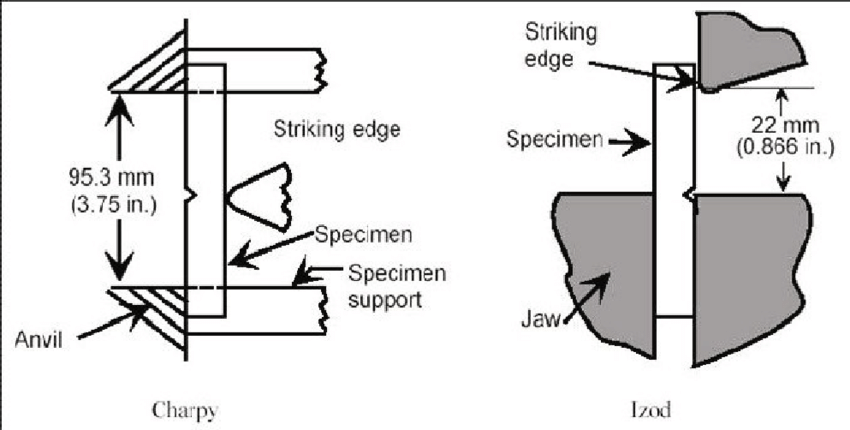 Striking edge
95.3 mm
(3.75 in.)
Specimen
Specimen
support
Anvil
Charpy
Striking
edge
Specimen
22 mm
(0.866 in.)
Jaw
Izod